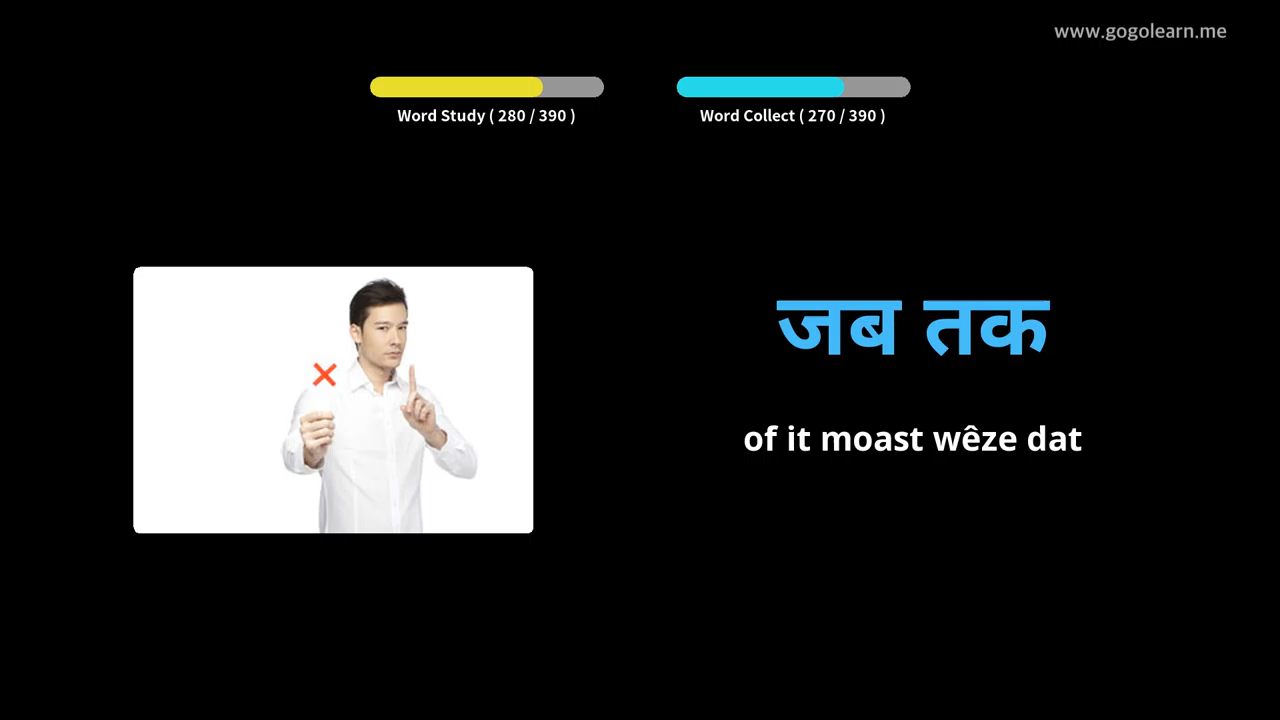 www.gogolearn.me
Word Study ( 280 / 390 )
Word Collect ( 270 / 390 )
जब तक
of it moast wêze dat